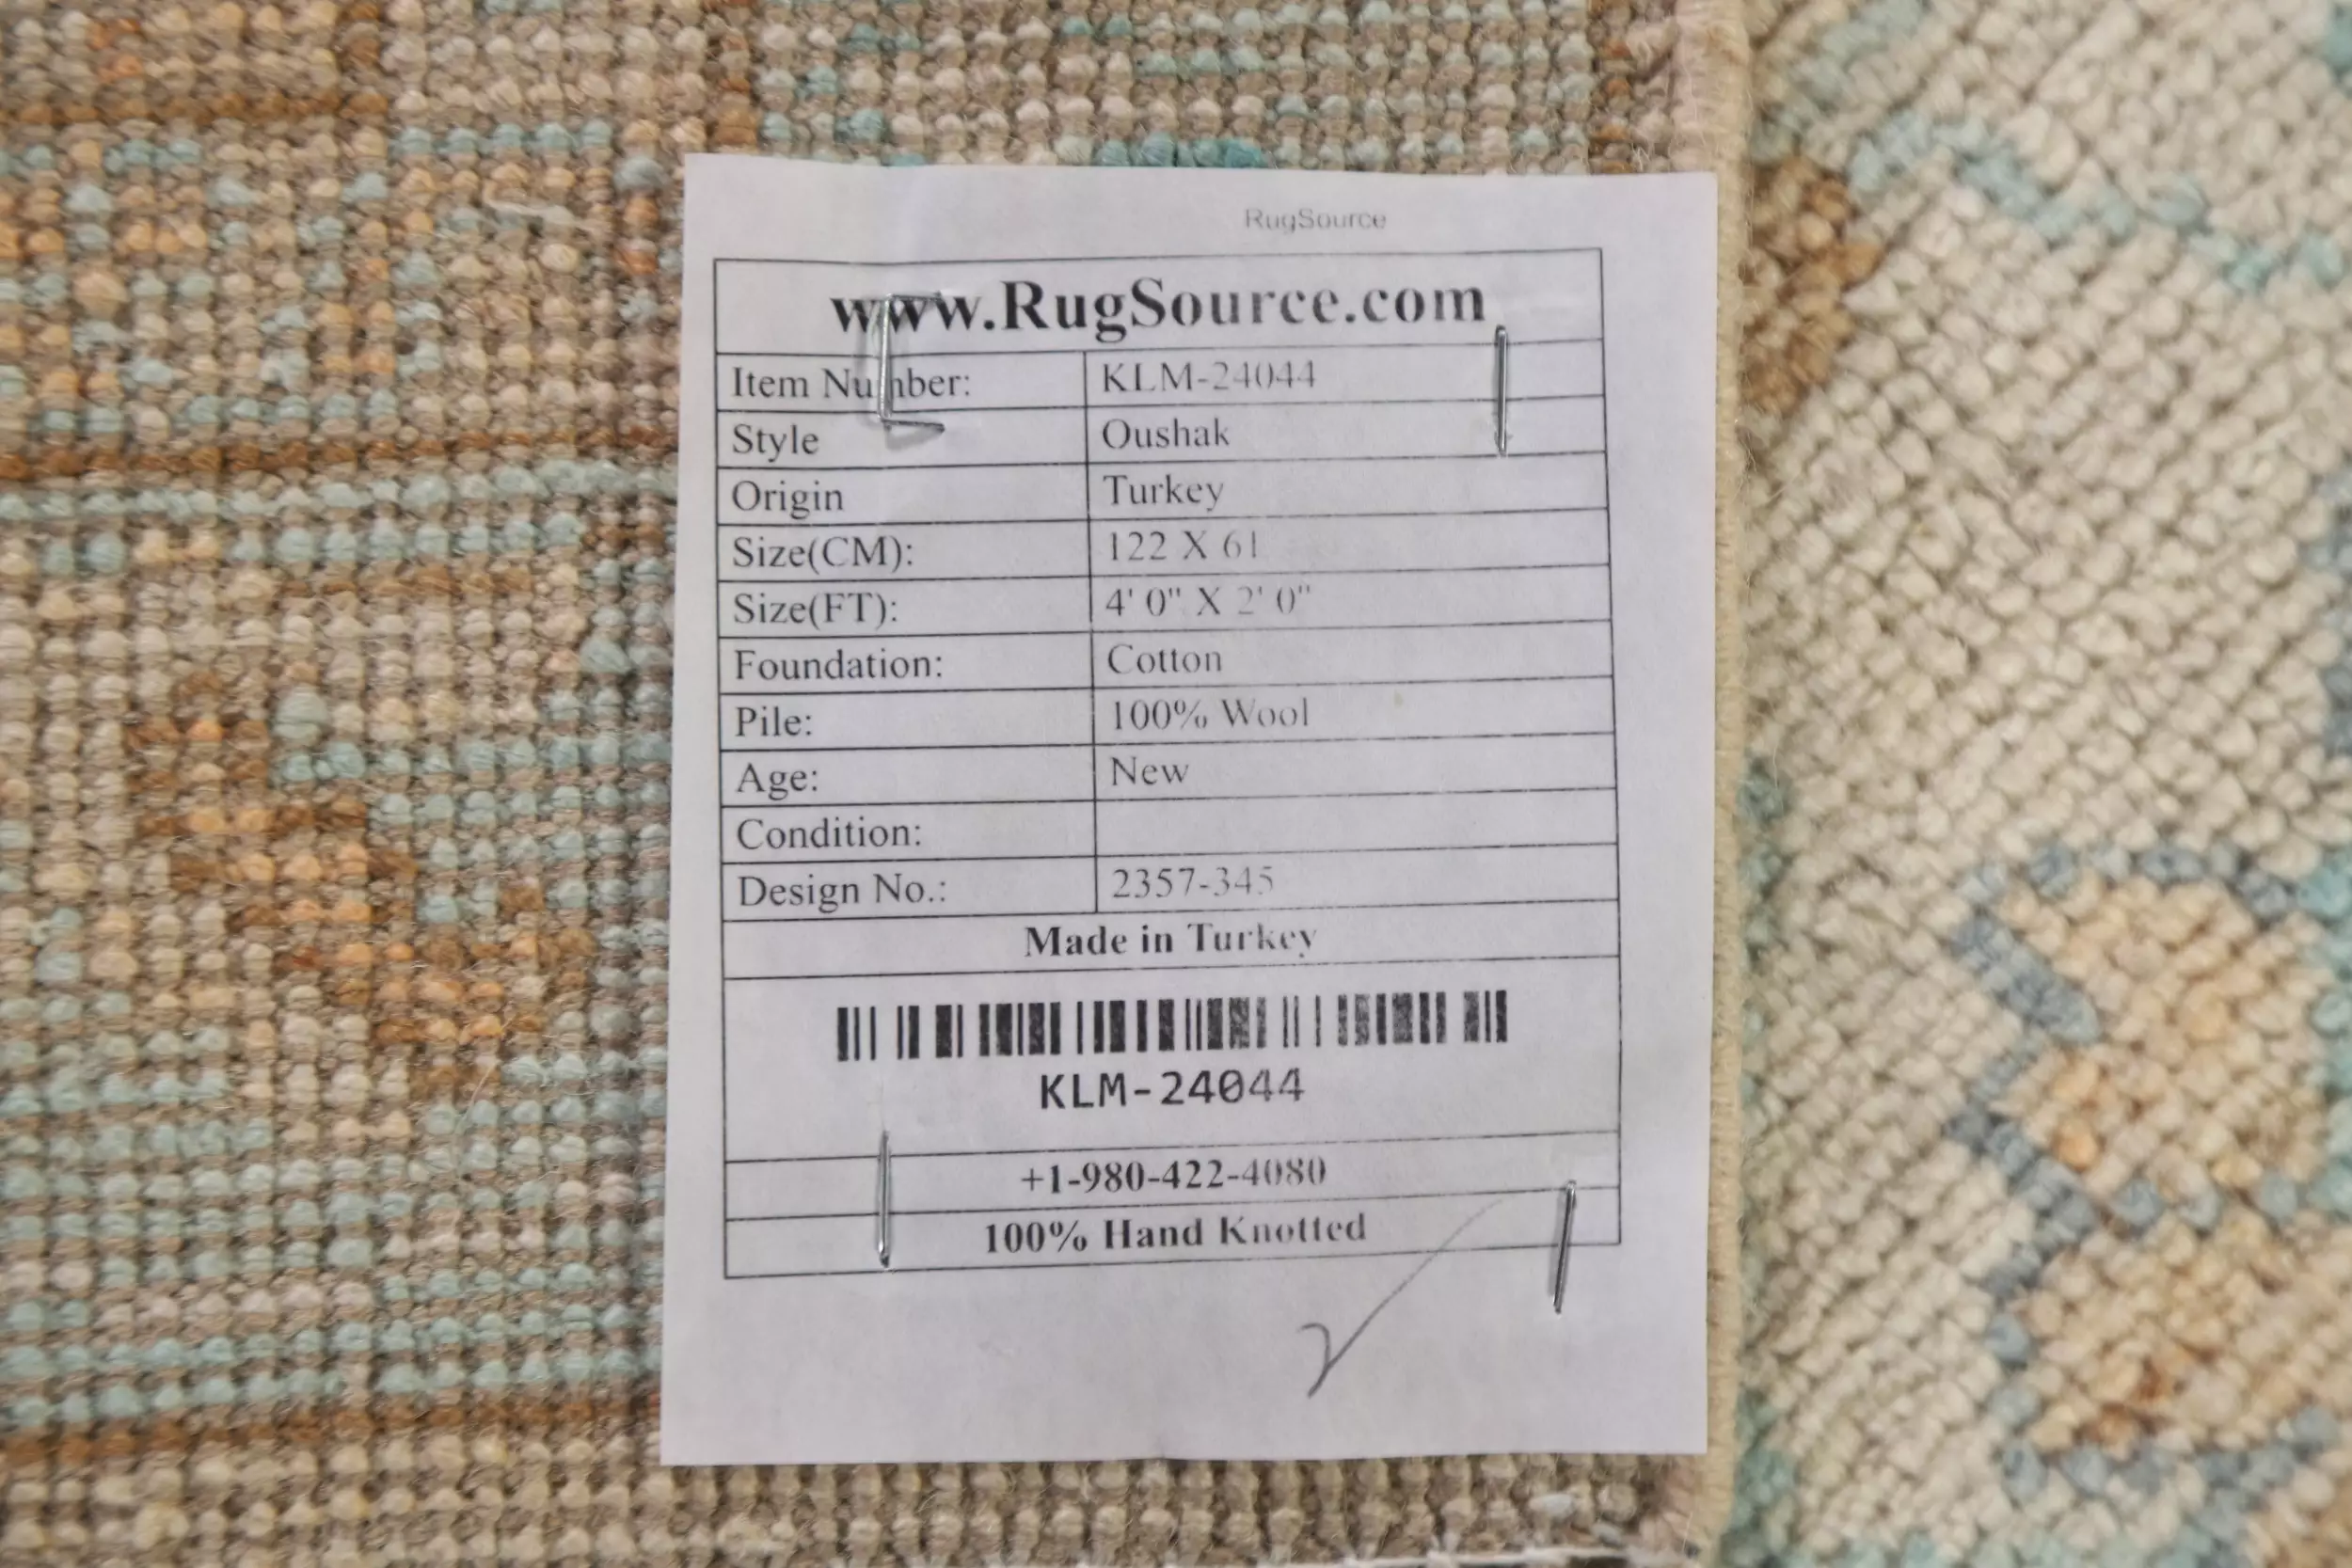 RugSource
www.RugSource.com
Item Number: KLM-24044
Style Oushak
Origin Turkey
Size(CM): 122 X 61
Size(FT): 4' 0" X 2' 0"
Foundation: Cotton
Pile: 100% Wool
Age: New
Condition:
Design No.: 2357-345
Made in Turkey
KLM-24044
+1-980-422-4080
100% Hand Knotted